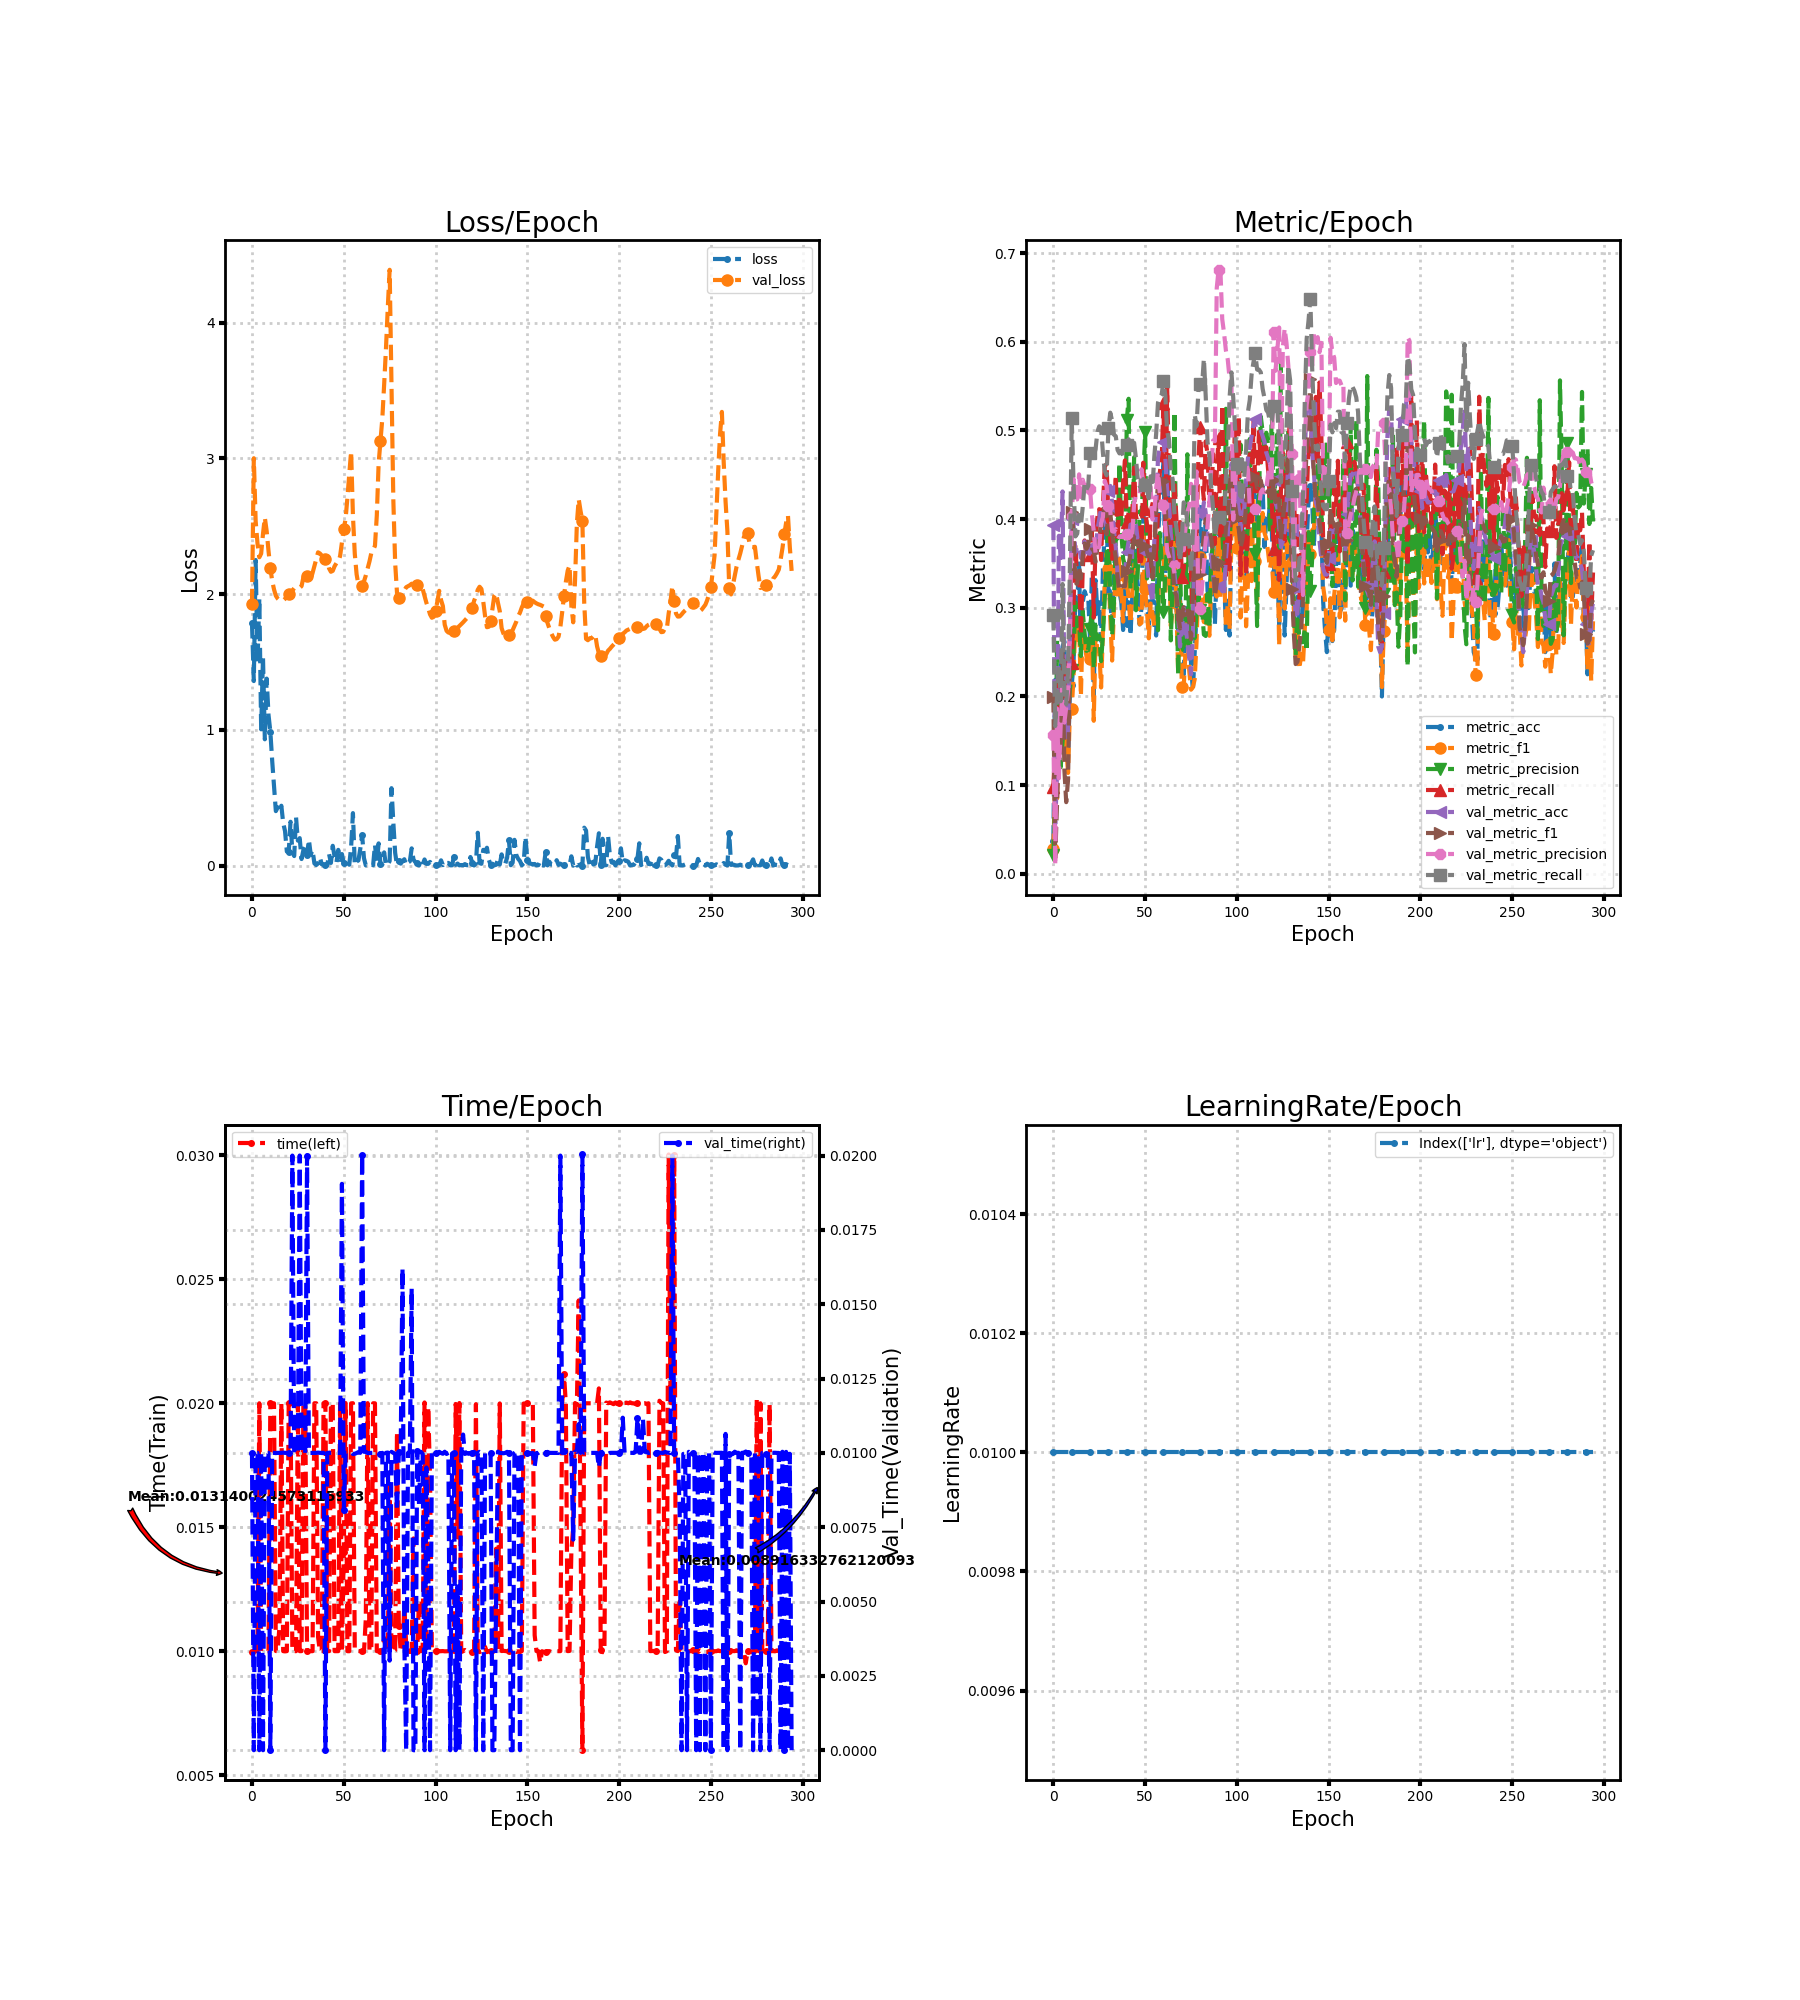 Loss/Epoch
loss
val_loss
4
3
2
1
0
Loss
0 50 100 150 200 250 300
Epoch
Metric/Epoch
0.7
0.6
0.5
0.4
0.3
0.2
0.1
0.0
Metric
metric_acc
metric_f1
metric_precision
metric_recall
val_metric_acc
val_metric_f1
val_metric_precision
val_metric_recall
0 50 100 150 200 250 300
Epoch
Time/Epoch
time(left)
val_time(right)
0.030
0.025
0.020
0.015
0.010
0.005
Time(Train)
0.0200
0.0175
0.0150
0.0125
0.0100
0.0075
0.0050
0.0025
0.0000
Val_Time(Validation)
Mean:0.008916332762120093
0 50 100 150 200 250 300
Epoch
LearningRate/Epoch
Index(['lr'], dtype='object')
0.0104
0.0102
0.0100
0.0098
0.0096
LearningRate
0 50 100 150 200 250 300
Epoch